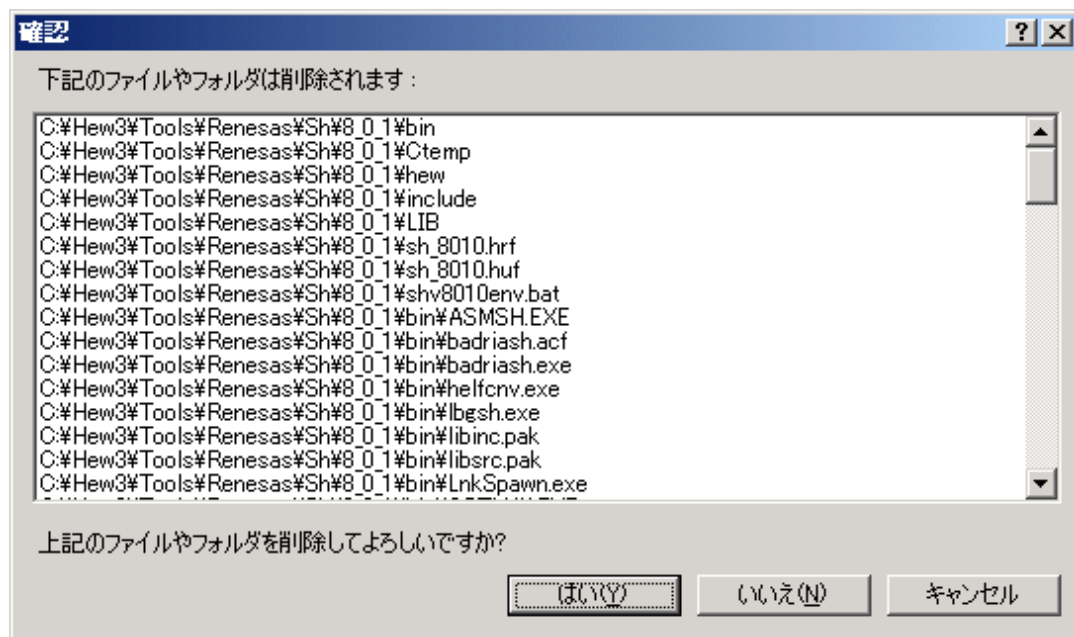 確認
下記のファイルやフォルダは削除されます：
C:¥Hew3¥Tools¥Renesas¥Sh¥8_0_1¥bin
C:¥Hew3¥Tools¥Renesas¥Sh¥8_0_1¥Ctemp
C:¥Hew3¥Tools¥Renesas¥Sh¥8_0_1¥hew
C:¥Hew3¥Tools¥Renesas¥Sh¥8_0_1¥include
C:¥Hew3¥Tools¥Renesas¥Sh¥8_0_1¥LIB
C:¥Hew3¥Tools¥Renesas¥Sh¥8_0_1¥sh_8010.hrf
C:¥Hew3¥Tools¥Renesas¥Sh¥8_0_1¥sh_8010.huf
C:¥Hew3¥Tools¥Renesas¥Sh¥8_0_1¥shv8010env.bat
C:¥Hew3¥Tools¥Renesas¥Sh¥8_0_1¥bin¥ASMSH.EXE
C:¥Hew3¥Tools¥Renesas¥Sh¥8_0_1¥bin¥badriash.acf
C:¥Hew3¥Tools¥Renesas¥Sh¥8_0_1¥bin¥badriash.exe
C:¥Hew3¥Tools¥Renesas¥Sh¥8_0_1¥bin¥helfcnv.exe
C:¥Hew3¥Tools¥Renesas¥Sh¥8_0_1¥bin¥lbgsh.exe
C:¥Hew3¥Tools¥Renesas¥Sh¥8_0_1¥bin¥libinc.pak
C:¥Hew3¥Tools¥Renesas¥Sh¥8_0_1¥bin¥libsrc.pak
C:¥Hew3¥Tools¥Renesas¥Sh¥8_0_1¥bin¥LnkSpawn.exe
上記のファイルやフォルダを削除してよろしいですか?
はい(Y) いいえ(N) キャンセル